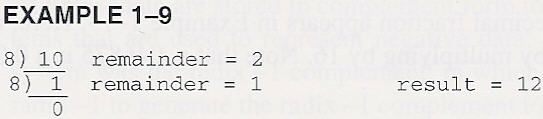 EXAMPLE 1–9
8) 10 remainder = 2
8) 1 remainder = 1 result = 12
0